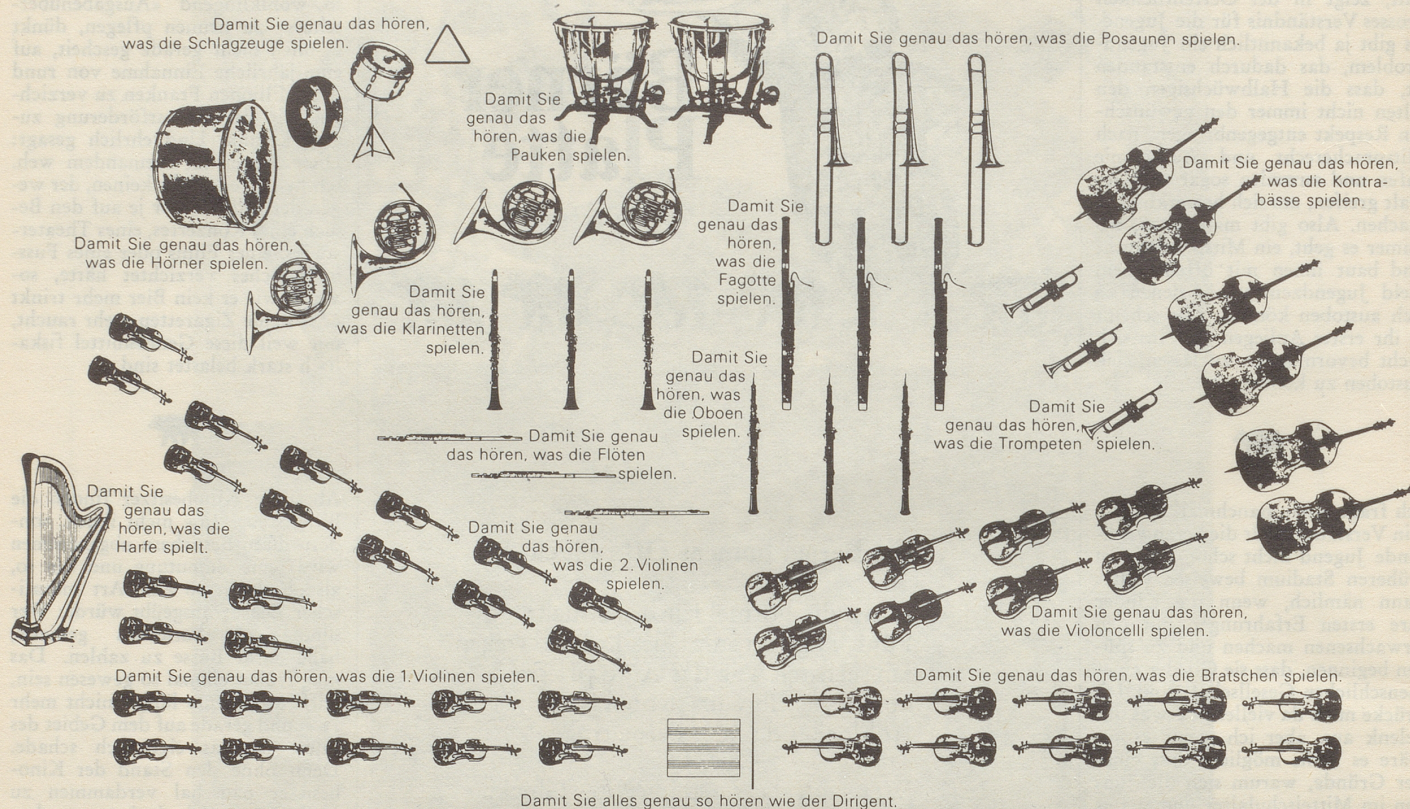 Damit Sie genau das hören,
was die Schlagzeuge spielen.
Damit Sie
genau das
hören, was die
Pauken spielen.
Damit Sie genau das hören, was die Posaunen spielen.
Damit Sie genau das hören,
was die Kontra-
bässe spielen.
Damit Sie genau das hören,
was die Hörner spielen.
Damit Sie
genau das hören,
was die Klarinetten
spielen.
Damit Sie
genau das
hören,
was die
Fagotte
spielen.
Damit Sie
genau das
hören, was
die Oboen
spielen.
Damit Sie
genau das hören,
was die Trompeten spielen.
Damit Sie genau
das hören, was die Flöten
spielen.
Damit Sie
genau das
hören, was die
Harfe spielt.
Damit Sie genau
das hören,
was die 2. Violinen
spielen.
Damit Sie genau das hören,
was die Violoncelli spielen.
Damit Sie genau das hören, was die 1. Violinen spielen.
Damit Sie genau das hören, was die Bratschen spielen.
Damit Sie alles genau so hören wie der Dirigent.